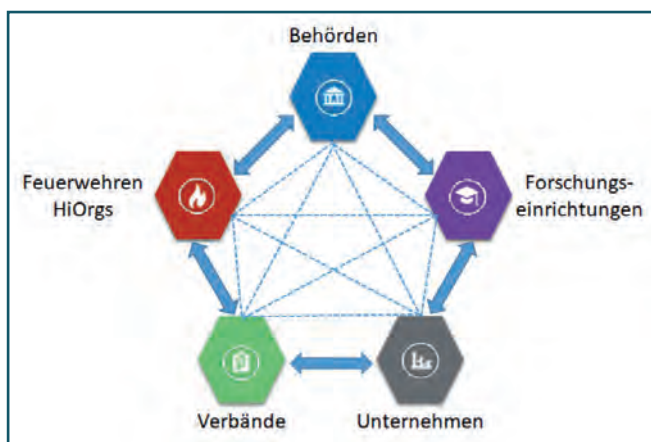 Behörden
Feuerwehren
HiOrgs
Forschungs-
einrichtungen
Verbände
Unternehmen